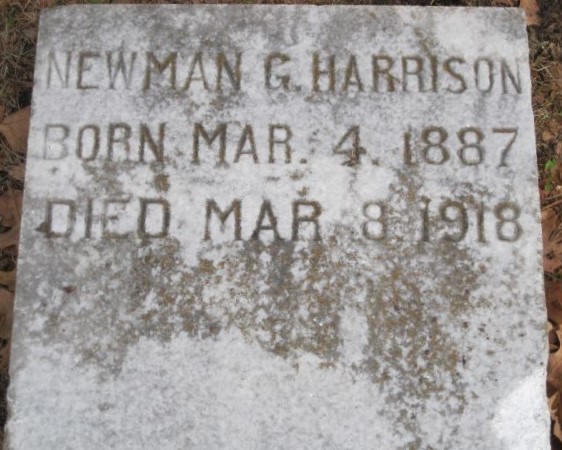 NEWMAN G. HARRISON
BORN MAR. 4. 1887
DIED MAR 8 1918